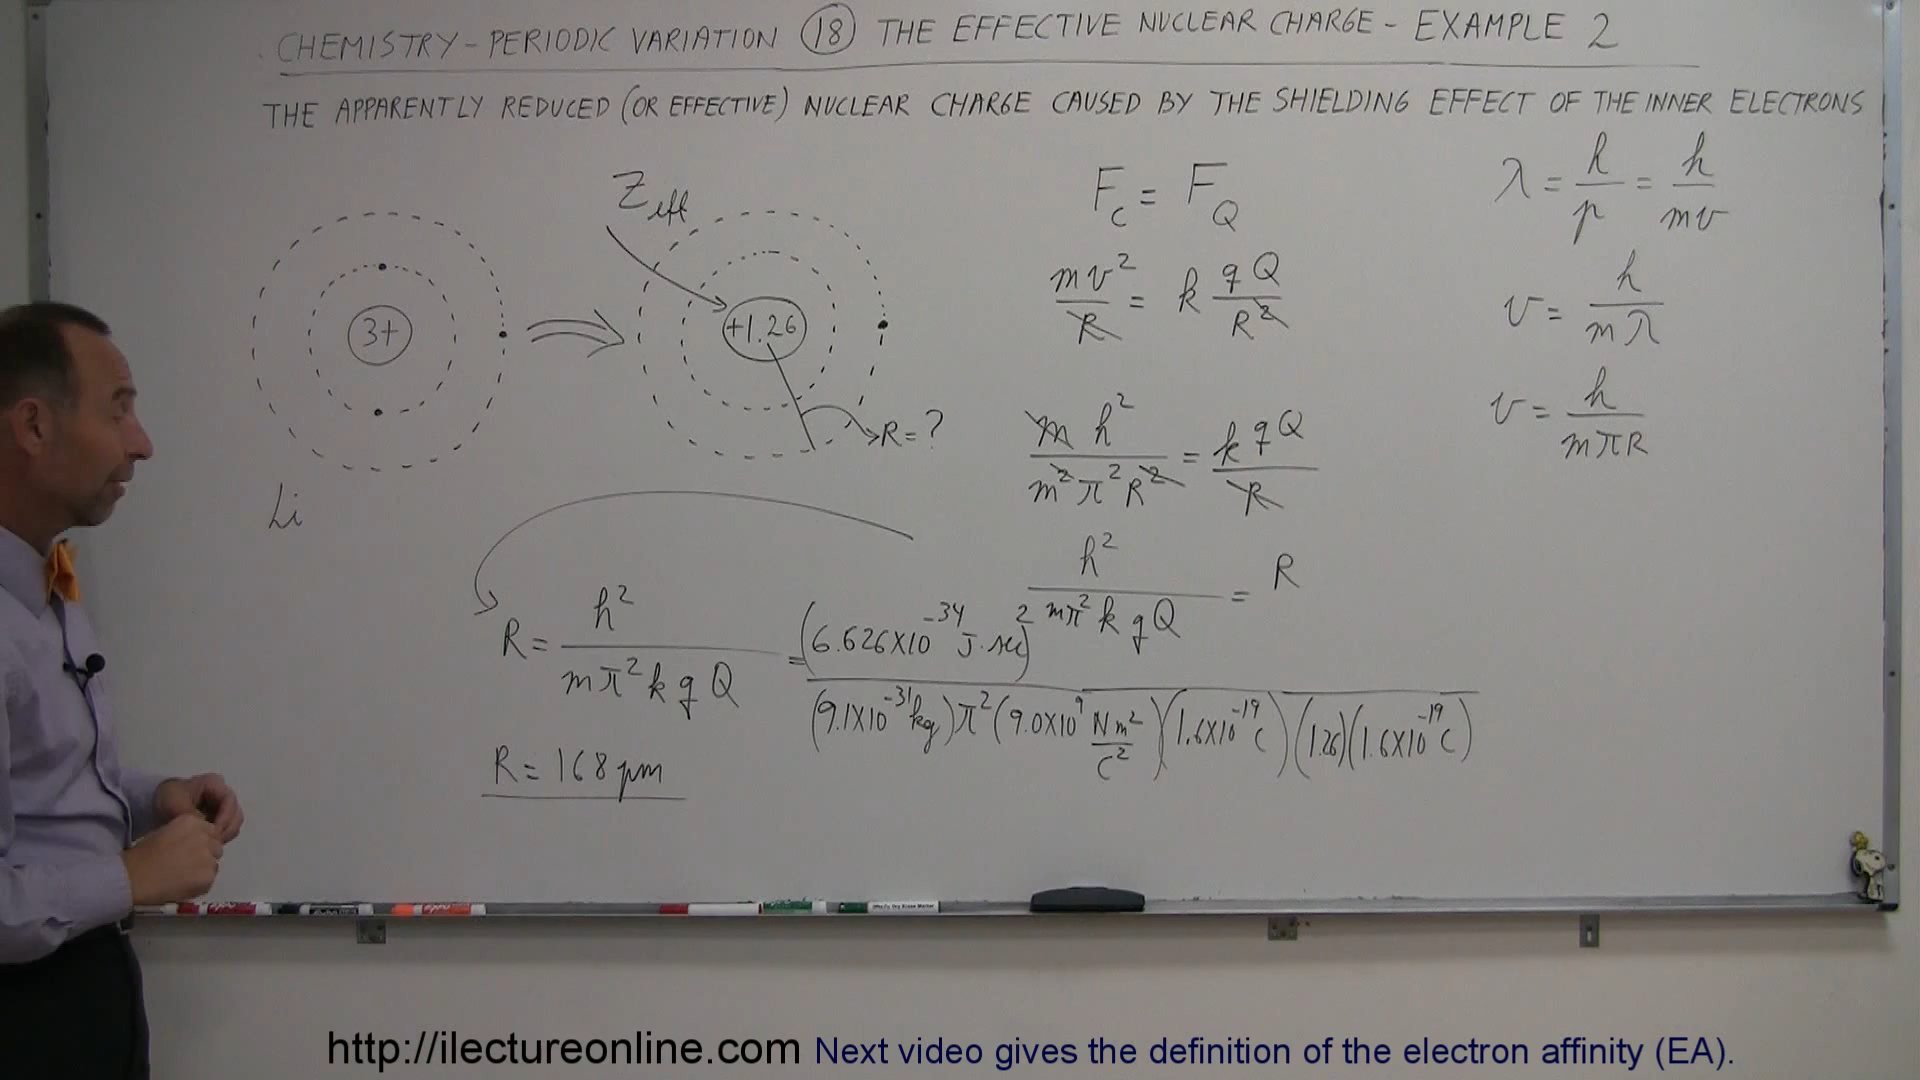 CHEMISTRY - PERIODIC VARIATION (18) THE EFFECTIVE NUCLEAR CHARGE - EXAMPLE 2
THE APPARENTLY REDUCED (OR EFFECTIVE) NUCLEAR CHARGE CAUSED BY THE SHIELDING EFFECT OF THE INNER ELECTRONS
3+
Li
Zeff
+1.26
R = ?
F_C = F_Q
mv²/R = k qQ/R²
m h²/m²π²R² = k q Q/R
h²/mπ² k q Q = R
λ = h/p = h/mv
v = h/mλ
v = h/mπR
R = h²/mπ² k q Q = (6.626X10⁻³⁴ J·sec)²/(9.1X10⁻³¹ kg) π² (9.0X10⁹ Nm²/C²)(1.6X10⁻¹⁹ C)(1.26)(1.6X10⁻¹⁹ C)
R = 168 pm
http://ilectureonline.com Next video gives the definition of the electron affinity (EA).